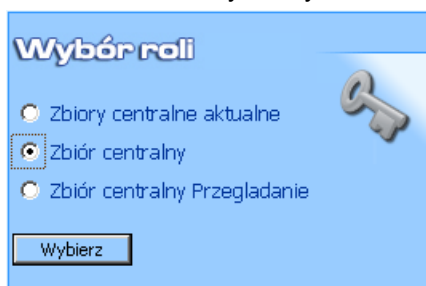 Wybór roli
Zbiory centralne aktualne
Zbiór centralny
Zbiór centralny Przegladanie
Wybierz